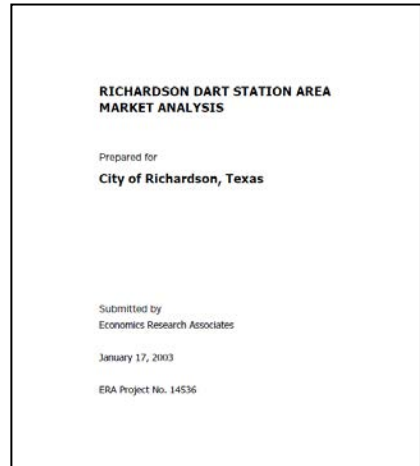 RICHARDSON DART STATION AREA
MARKET ANALYSIS
Prepared for
City of Richardson, Texas
Submitted by
Economics Research Associates
January 17, 2003
ERA Project No. 14536